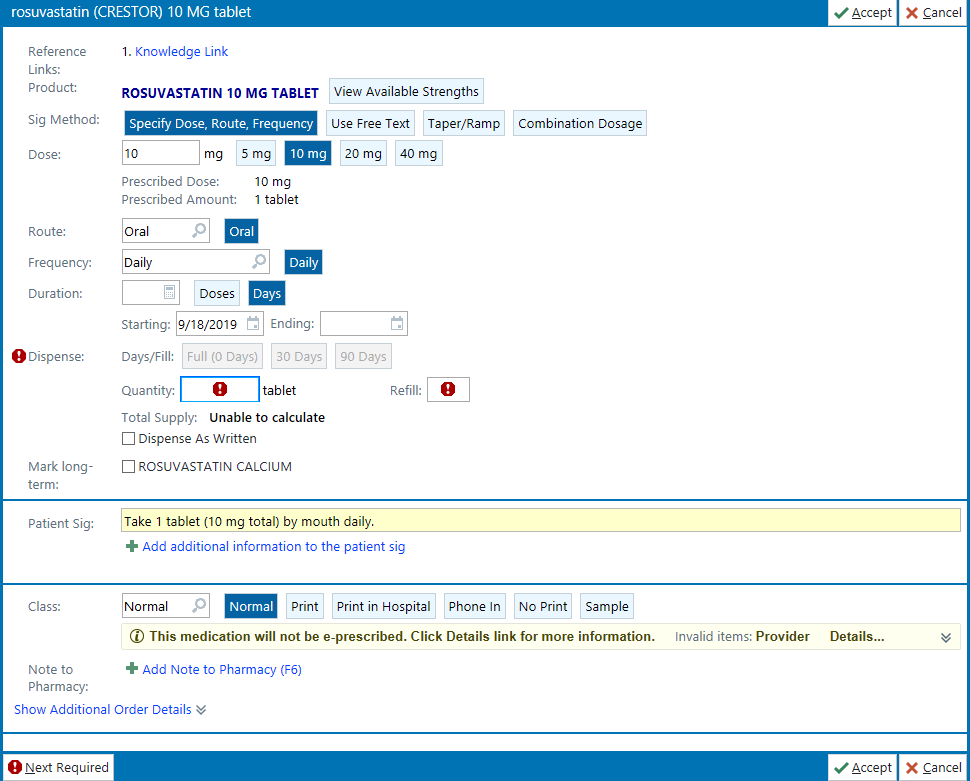 rosuvastatin (CRESTOR) 10 MG tablet Accept Cancel
Reference Links: 1. Knowledge Link
Product: ROSUVASTATIN 10 MG TABLET View Available Strengths
Sig Method: Specify Dose, Route, Frequency Use Free Text Taper/Ramp Combination Dosage
Dose: 10 mg 5 mg 10 mg 20 mg 40 mg
Prescribed Dose: 10 mg
Prescribed Amount: 1 tablet
Route: Oral Oral
Frequency: Daily Daily
Duration: Doses Days
Starting: 9/18/2019 Ending:
Dispense: Days/Fill: Full (0 Days) 30 Days 90 Days
Quantity: tablet Refill:
Total Supply: Unable to calculate
Dispense As Written
Mark long-term: ROSUVASTATIN CALCIUM
Patient Sig: Take 1 tablet (10 mg total) by mouth daily.
Add additional information to the patient sig
Class: Normal Normal Print Print in Hospital Phone In No Print Sample
This medication will not be e-prescribed. Click Details link for more information. Invalid items: Provider Details...
Note to Pharmacy: Add Note to Pharmacy (F6)
Show Additional Order Details
Next Required Accept Cancel